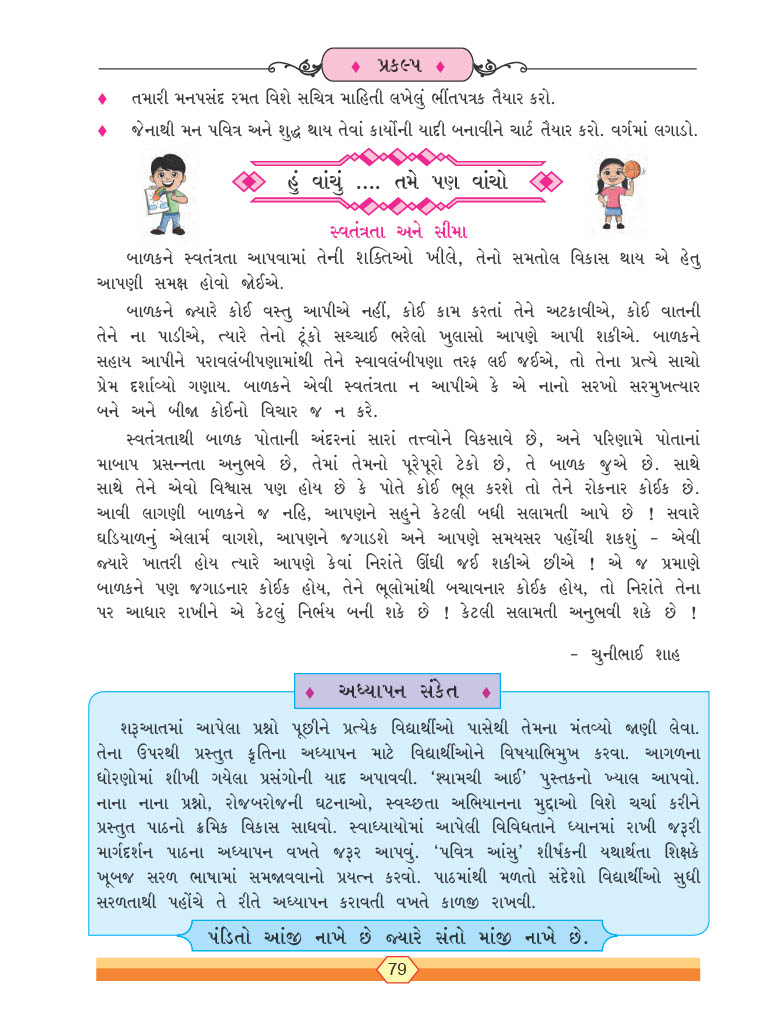 ♦ પ્રકલ્પ ♦
♦ તમારી મનપસંદ રમત વિશે સચિત્ર માહિતી લખેલું ભીંતપત્રક તૈયાર કરો.
♦ જેનાથી મન પવિત્ર અને શુદ્ધ થાય તેવાં કાર્યોની યાદી બનાવીને ચાર્ટ તૈયાર કરો. વર્ગમાં લગાડો.
હું વાંચું .... તમે પણ વાંચો
સ્વતંત્રતા અને સીમા
બાળકને સ્વતંત્રતા આપવામાં તેની શક્તિઓ ખીલે, તેનો સમતોલ વિકાસ થાય એ હેતુ
આપણી સમક્ષ હોવો જોઈએ.
બાળકને જ્યારે કોઈ વસ્તુ આપીએ નહીં, કોઈ કામ કરતાં તેને અટકાવીએ, કોઈ વાતની
તેને ના પાડીએ, ત્યારે તેનો ટૂંકો સચ્ચાઈ ભરેલો ખુલાસો આપણે આપી શકીએ. બાળકને
સહાય આપીને પરાવલંબીપણામાંથી તેને સ્વાવલંબીપણા તરફ લઈ જઈએ, તો તેના પ્રત્યે સાચો
પ્રેમ દર્શાવ્યો ગણાય. બાળકને એવી સ્વતંત્રતા ન આપીએ કે એ નાનો સરખો સરમુખત્યાર
બને અને બીજા કોઈનો વિચાર જ ન કરે.
સ્વતંત્રતાથી બાળક પોતાની અંદરનાં સારાં તત્ત્વોને વિકસાવે છે, અને પરિણામે પોતાનાં
માબાપ પ્રસન્નતા અનુભવે છે, તેમાં તેમનો પૂરેપૂરો ટેકો છે, તે બાળક જુએ છે. સાથે
સાથે તેને એવો વિશ્વાસ પણ હોય છે કે પોતે કોઈ ભૂલ કરશે તો તેને રોકનાર કોઈક છે.
આવી લાગણી બાળકને જ નહિ, આપણને સહુને કેટલી બધી સલામતી આપે છે ! સવારે
ઘડિયાળનું એલાર્મ વાગશે, આપણને જગાડશે અને આપણે સમયસર પહોંચી શકશું – એવી
જ્યારે ખાતરી હોય ત્યારે આપણે કેવાં નિરાંતે ઊંઘી જઈ શકીએ છીએ ! એ જ પ્રમાણે
બાળકને પણ જગાડનાર કોઈક હોય, તેને ભૂલોમાંથી બચાવનાર કોઈક હોય, તો નિરાંતે તેના
પર આધાર રાખીને એ કેટલું નિર્ભય બની શકે છે ! કેટલી સલામતી અનુભવી શકે છે !
– ચુનીભાઈ શાહ
♦ અધ્યાપન સંકેત ♦
શરૂઆતમાં આપેલા પ્રશ્નો પૂછીને પ્રત્યેક વિદ્યાર્થીઓ પાસેથી તેમના મંતવ્યો જાણી લેવા.
તેના ઉપરથી પ્રસ્તુત કૃતિના અધ્યાપન માટે વિદ્યાર્થીઓને વિષયાભિમુખ કરવા. આગળના
ધોરણોમાં શીખી ગયેલા પ્રસંગોની યાદ અપાવવી. ‘શ્યામચી આઈ’ પુસ્તકનો ખ્યાલ આપવો.
નાના નાના પ્રશ્નો, રોજબરોજની ઘટનાઓ, સ્વચ્છતા અભિયાનના મુદ્દાઓ વિશે ચર્ચા કરીને
પ્રસ્તુત પાઠનો ક્રમિક વિકાસ સાધવો. સ્વાધ્યાયોમાં આપેલી વિવિધતાને ધ્યાનમાં રાખી જરૂરી
માર્ગદર્શન પાઠના અધ્યાપન વખતે જરૂર આપવું. ‘પવિત્ર આંસુ’ શીર્ષકની યથાર્થતા શિક્ષકે
ખૂબજ સરળ ભાષામાં સમજાવવાનો પ્રયત્ન કરવો. પાઠમાંથી મળતો સંદેશો વિદ્યાર્થીઓ સુધી
સરળતાથી પહોંચે તે રીતે અધ્યાપન કરાવતી વખતે કાળજી રાખવી.
પંડિતો આંજી નાખે છે જ્યારે સંતો માંજી નાખે છે.
79